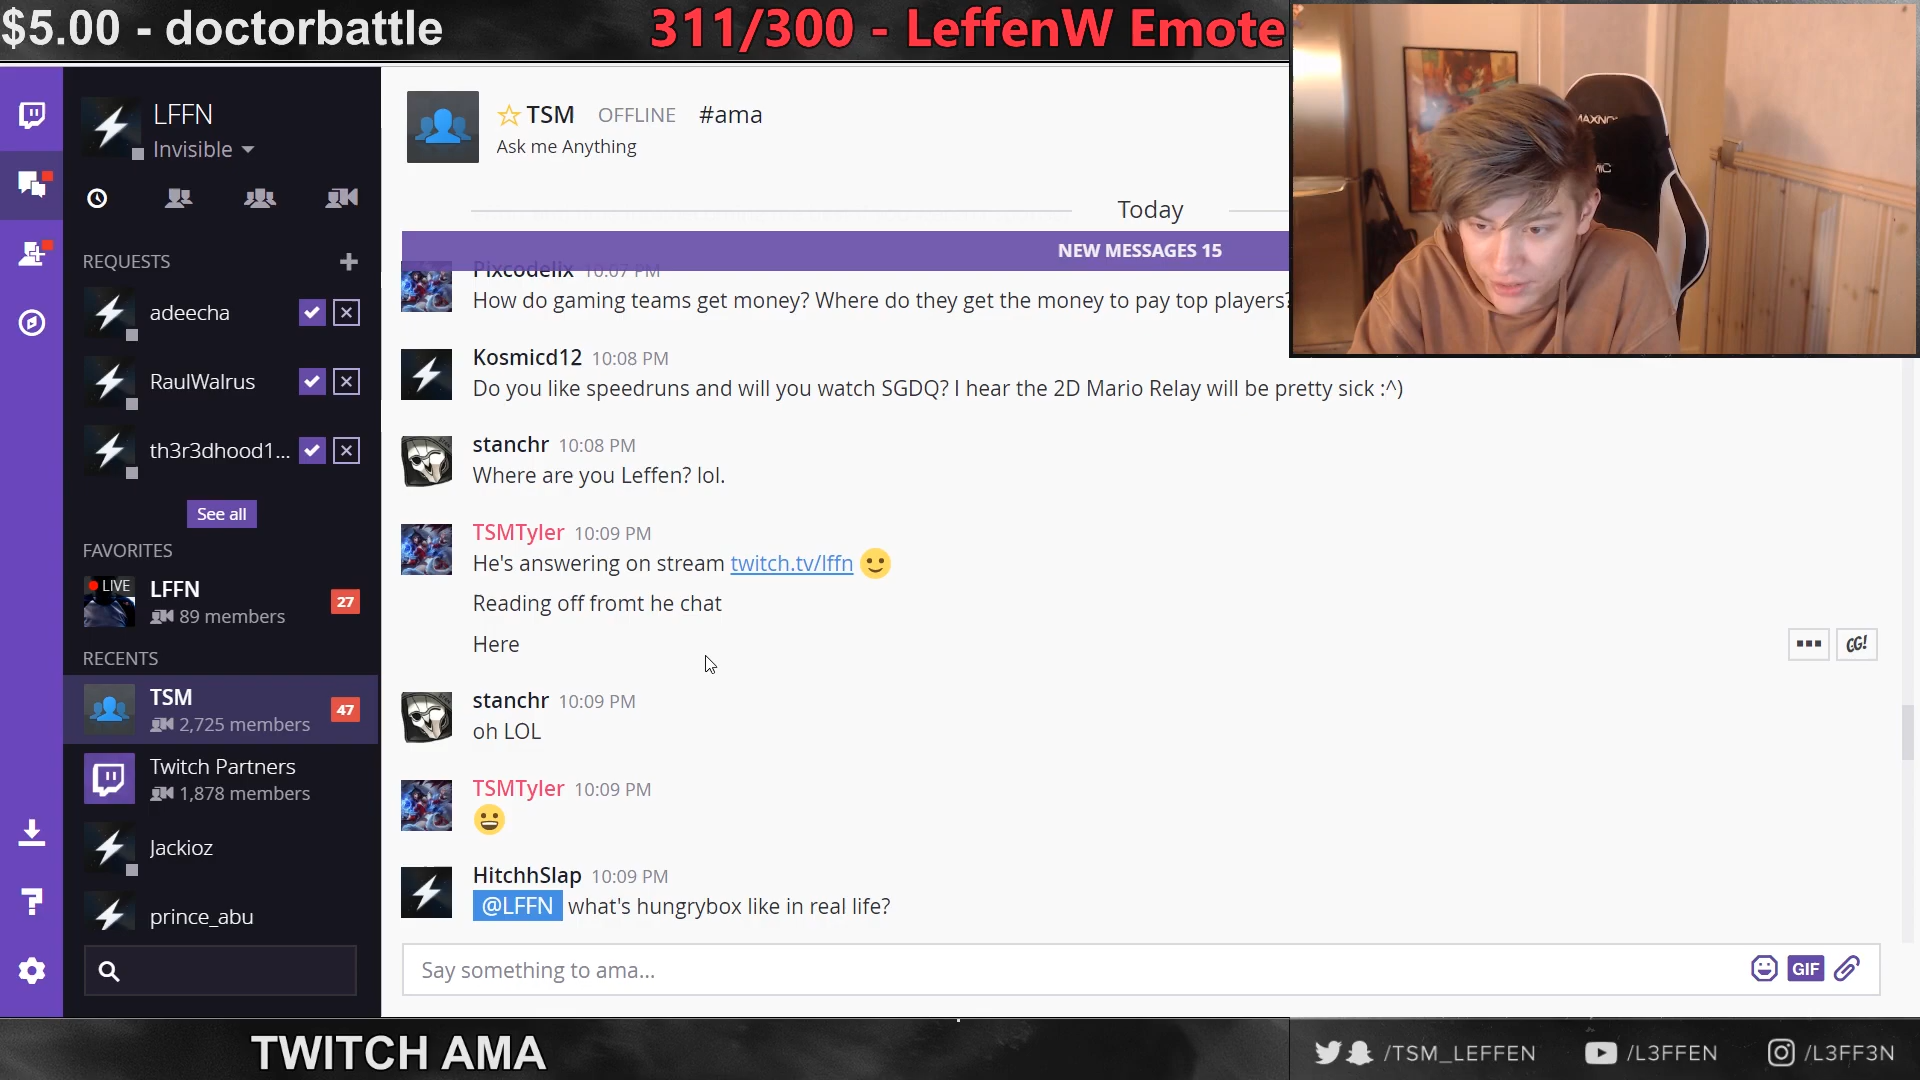 $5.00 - doctorbattle
311/300 - LeffenW Emote
LFFN
Invisible
REQUESTS
adeecha
RaulWalrus
th3r3dhood1...
See all
FAVORITES
LIVE
LFFN
89 members
27
RECENTS
TSM
2,725 members
47
Twitch Partners
1,878 members
Jackioz
prince_abu
TSM OFFLINE #ama
Ask me Anything
Today
NEW MESSAGES 15
Pixcodelix 10:07 PM
How do gaming teams get money? Where do they get the money to pay top players?
Kosmicd12 10:08 PM
Do you like speedruns and will you watch SGDQ? I hear the 2D Mario Relay will be pretty sick :^)
stanchr 10:08 PM
Where are you Leffen? lol.
TSMTyler 10:09 PM
He's answering on stream twitch.tv/lffn
Reading off fromt he chat
Here
GG!
stanchr 10:09 PM
oh LOL
TSMTyler 10:09 PM
HitchhSlap 10:09 PM
@LFFN what's hungrybox like in real life?
Say something to ama...
GIF
TWITCH AMA
/TSM_LEFFEN
/L3FFEN
/L3FF3N